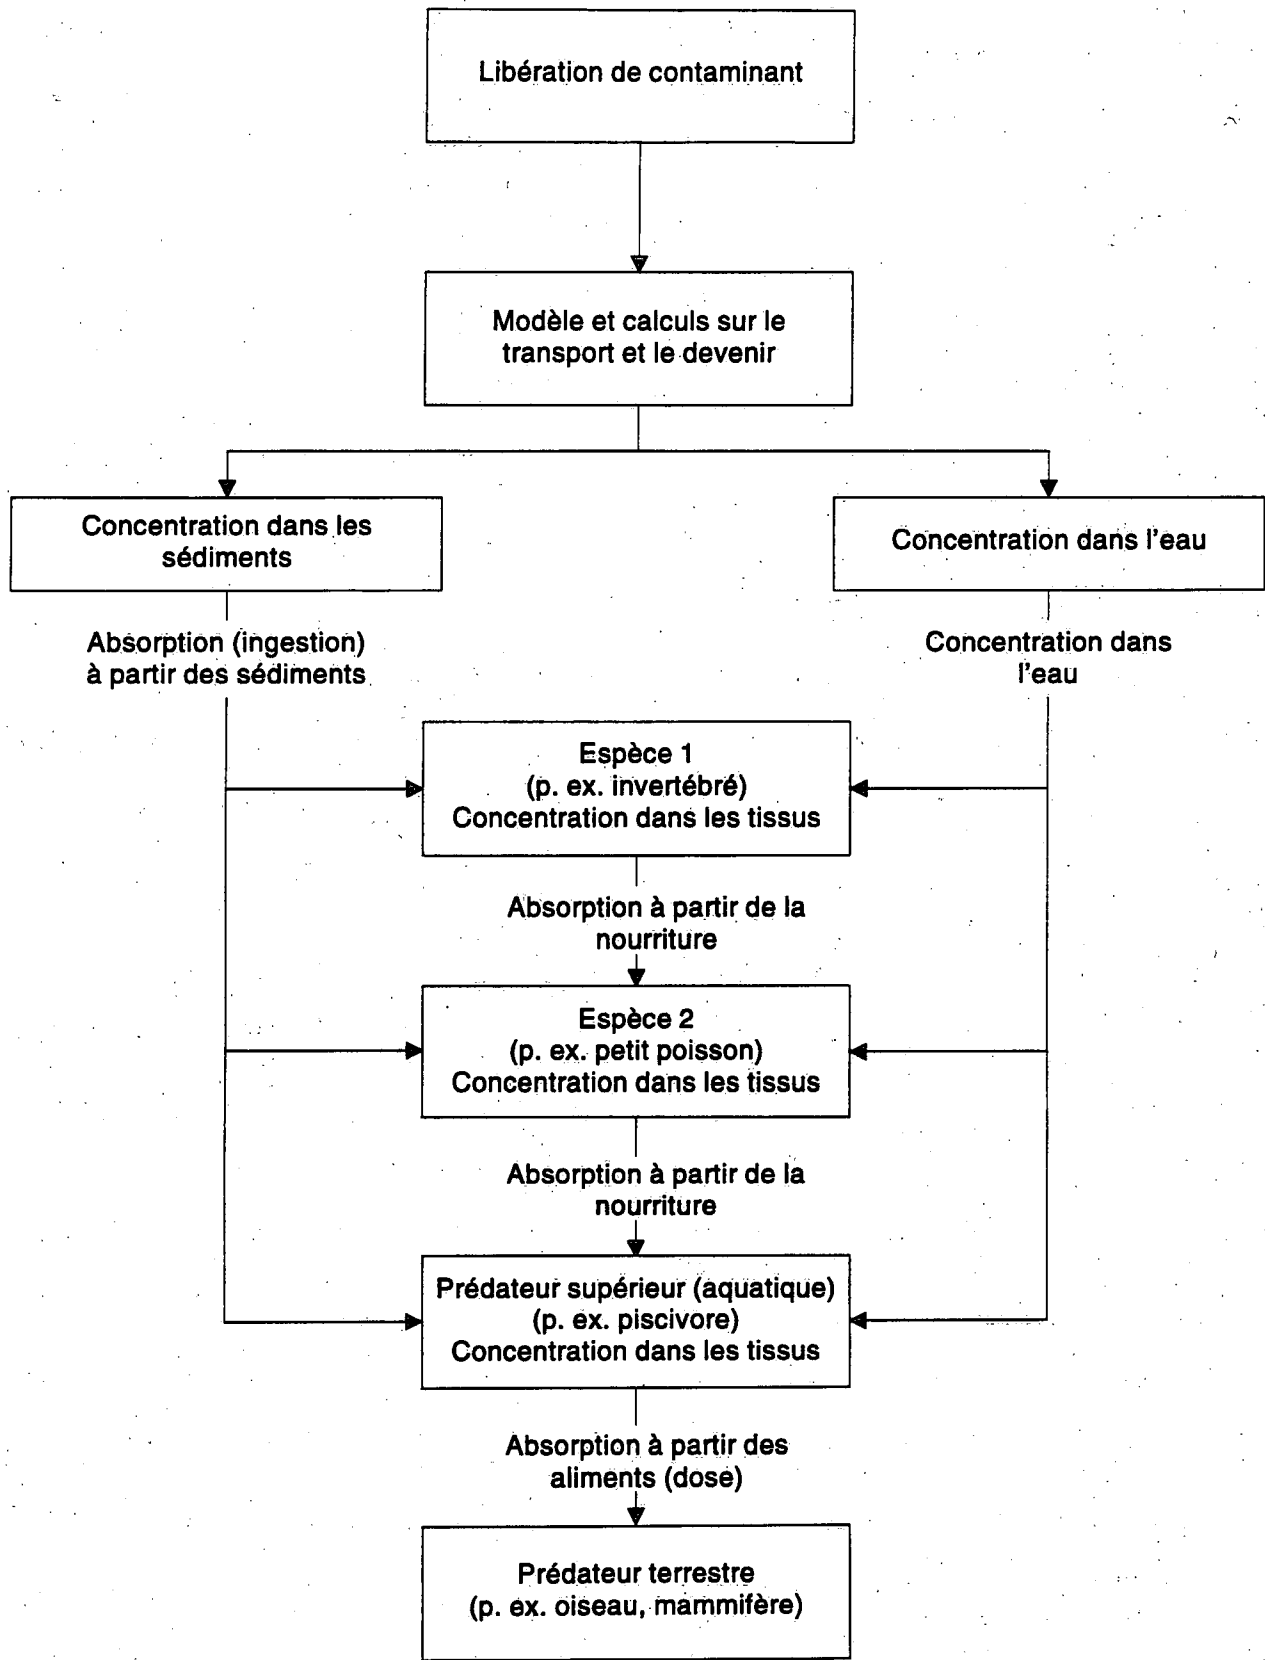 Libération de contaminant
Modèle et calculs sur le
transport et le devenir
Concentration dans les
sédiments
Concentration dans l'eau
Absorption (ingestion)
à partir des sédiments
Concentration dans
l'eau
Espèce 1
(p. ex. invertébré)
Concentration dans les tissus
Absorption à partir de la
nourriture
Espèce 2
(p. ex. petit poisson)
Concentration dans les tissus
Absorption à partir de la
nourriture
Prédateur supérieur (aquatique)
(p. ex. piscivore)
Concentration dans les tissus
Absorption à partir des
aliments (dose)
Prédateur terrestre
(p. ex. oiseau, mammifère)